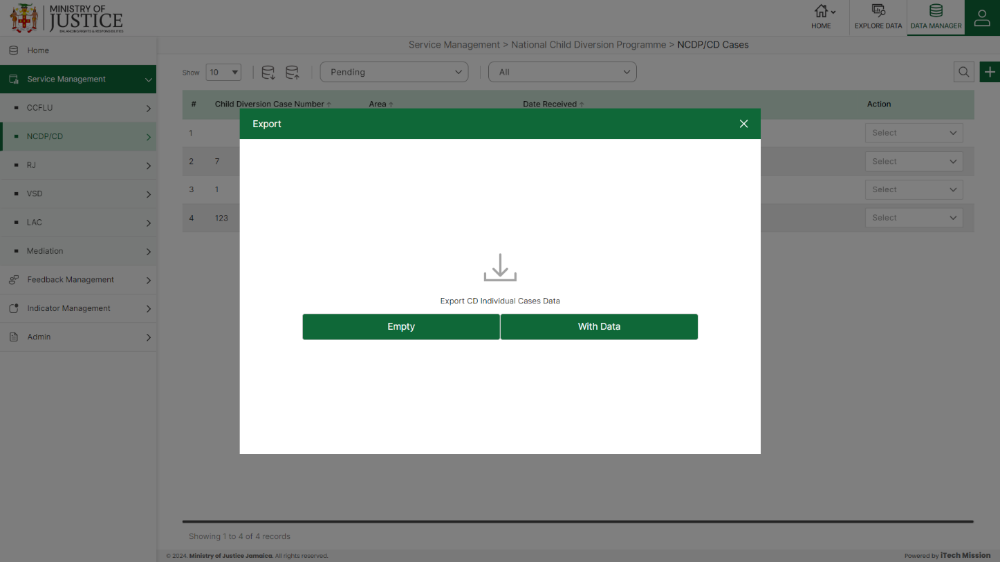 MINISTRY OF
JUSTICE
BALANCING RIGHTS & RESPONSIBILITIES
HOME
EXPLORE DATA
DATA MANAGER
Home
Service Management
CCFLU
NCDP/CD
RJ
VSD
LAC
Mediation
Feedback Management
Indicator Management
Admin
Service Management > National Child Diversion Programme > NCDP/CD Cases
Show 10 Pending All
# Child Diversion Case Number Area Date Received Action
1 Select
2 7 Select
3 1 Select
4 123 Select
Export
Export CD Individual Cases Data
Empty With Data
Showing 1 to 4 of 4 records
© 2024. Ministry of Justice Jamaica. All rights reserved. Powered by iTech Mission